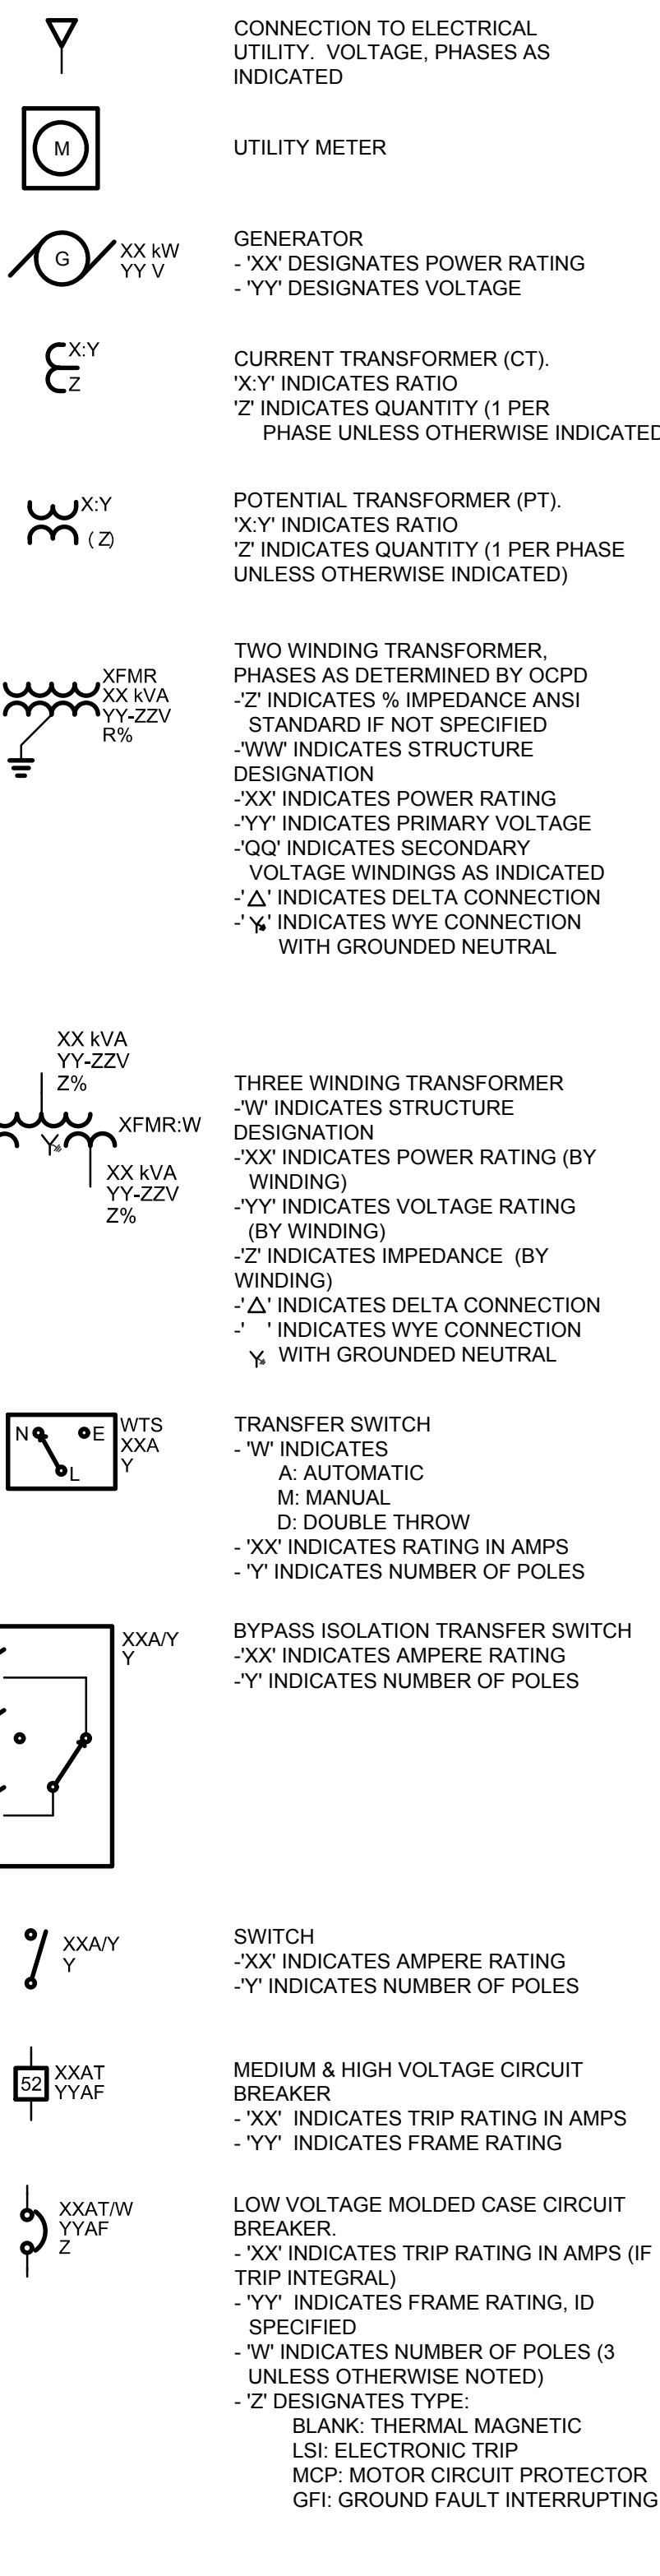 CONNECTION TO ELECTRICAL
UTILITY. VOLTAGE, PHASES AS
INDICATED
M
UTILITY METER
G
XX kW
YY V
GENERATOR
- 'XX' DESIGNATES POWER RATING
- 'YY' DESIGNATES VOLTAGE
X:Y
Z
CURRENT TRANSFORMER (CT).
'X:Y' INDICATES RATIO
'Z' INDICATES QUANTITY (1 PER
PHASE UNLESS OTHERWISE INDICATED
X:Y
( Z)
POTENTIAL TRANSFORMER (PT).
'X:Y' INDICATES RATIO
'Z' INDICATES QUANTITY (1 PER PHASE
UNLESS OTHERWISE INDICATED)
XFMR
XX kVA
YY-ZZV
R%
TWO WINDING TRANSFORMER,
PHASES AS DETERMINED BY OCPD
-'Z' INDICATES % IMPEDANCE ANSI
STANDARD IF NOT SPECIFIED
-'WW' INDICATES STRUCTURE
DESIGNATION
-'XX' INDICATES POWER RATING
-'YY' INDICATES PRIMARY VOLTAGE
-'QQ' INDICATES SECONDARY
VOLTAGE WINDINGS AS INDICATED
-'△' INDICATES DELTA CONNECTION
-'Y' INDICATES WYE CONNECTION
WITH GROUNDED NEUTRAL
XX kVA
YY-ZZV
Z%
XFMR:W
Y
XX kVA
YY-ZZV
Z%
THREE WINDING TRANSFORMER
-'W' INDICATES STRUCTURE
DESIGNATION
-'XX' INDICATES POWER RATING (BY
WINDING)
-'YY' INDICATES VOLTAGE RATING
(BY WINDING)
-'Z' INDICATES IMPEDANCE (BY
WINDING)
-'△' INDICATES DELTA CONNECTION
-' ' INDICATES WYE CONNECTION
Y WITH GROUNDED NEUTRAL
N E
L
WTS
XXA
Y
TRANSFER SWITCH
- 'W' INDICATES
A: AUTOMATIC
M: MANUAL
D: DOUBLE THROW
- 'XX' INDICATES RATING IN AMPS
- 'Y' INDICATES NUMBER OF POLES
XXA/Y
Y
BYPASS ISOLATION TRANSFER SWITCH
-'XX' INDICATES AMPERE RATING
-'Y' INDICATES NUMBER OF POLES
XXA/Y
Y
SWITCH
-'XX' INDICATES AMPERE RATING
-'Y' INDICATES NUMBER OF POLES
52
XXAT
YYAF
MEDIUM & HIGH VOLTAGE CIRCUIT
BREAKER
- 'XX' INDICATES TRIP RATING IN AMPS
- 'YY' INDICATES FRAME RATING
XXAT/W
YYAF
Z
LOW VOLTAGE MOLDED CASE CIRCUIT
BREAKER.
- 'XX' INDICATES TRIP RATING IN AMPS (IF
TRIP INTEGRAL)
- 'YY' INDICATES FRAME RATING, ID
SPECIFIED
- 'W' INDICATES NUMBER OF POLES (3
UNLESS OTHERWISE NOTED)
- 'Z' DESIGNATES TYPE:
BLANK: THERMAL MAGNETIC
LSI: ELECTRONIC TRIP
MCP: MOTOR CIRCUIT PROTECTOR
GFI: GROUND FAULT INTERRUPTING